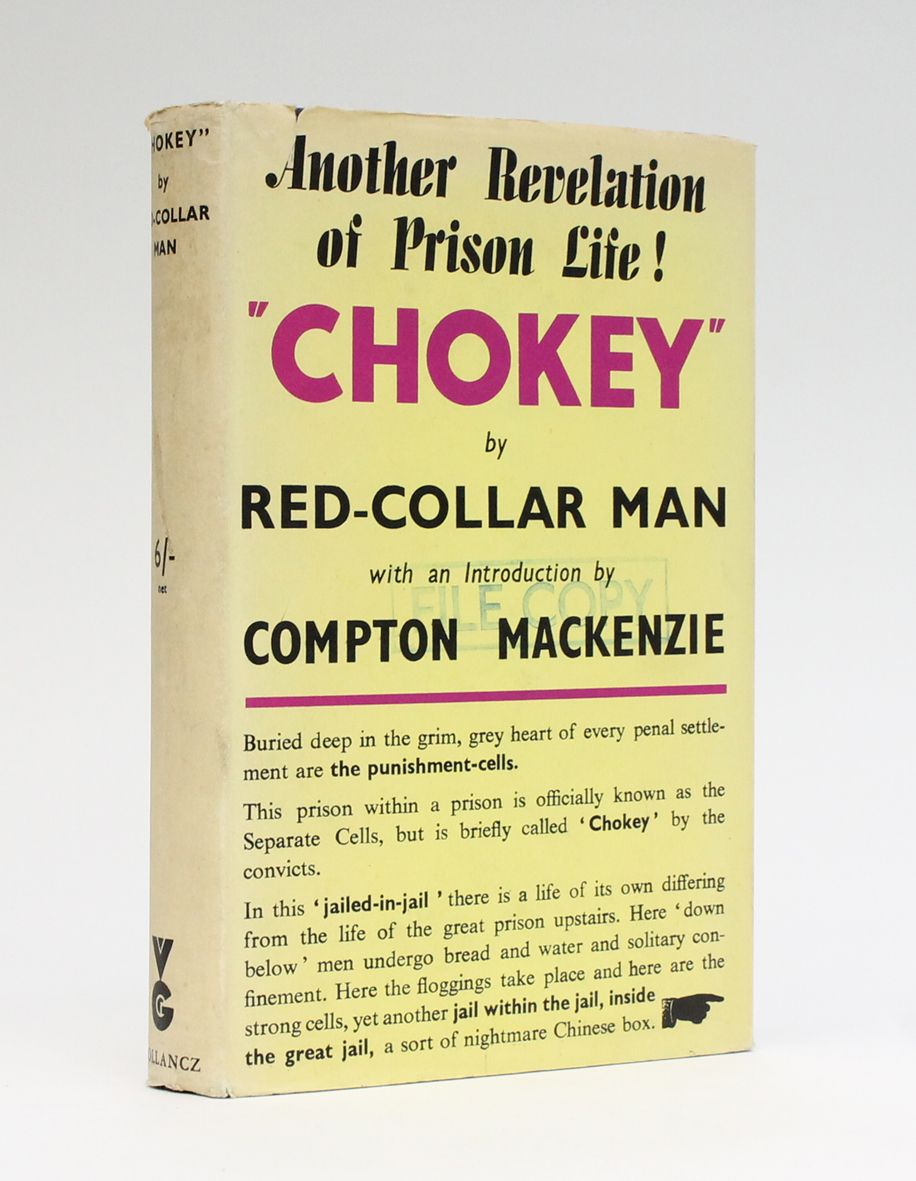 Another Revelation
of Prison Life!
"CHOKEY"
by
RED-COLLAR MAN
with an Introduction by
FILE COPY
COMPTON MACKENZIE
Buried deep in the grim, grey heart of every penal settle-
ment are the punishment-cells.
This prison within a prison is officially known as the
Separate Cells, but is briefly called ‘Chokey’ by the
convicts.
In this ‘jailed-in-jail’ there is a life of its own differing
from the life of the great prison upstairs. Here ‘down
below’ men undergo bread and water and solitary con-
finement. Here the floggings take place and here are the
strong cells, yet another jail within the jail, inside
the great jail, a sort of nightmare Chinese box.
HOKEY"
by
-COLLAR
MAN
6/-
net
VG
OLLANCZ